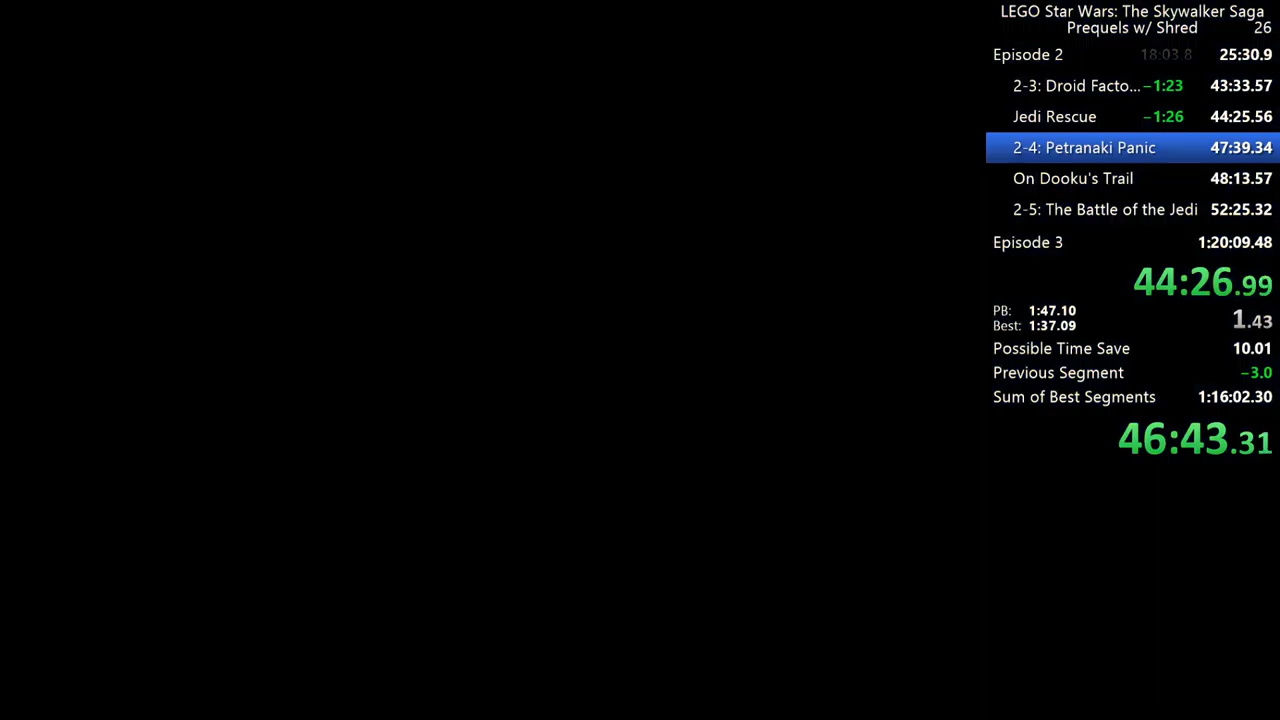 LEGO Star Wars: The Skywalker Saga
Prequels w/ Shred 26
Episode 2 18:03.8 25:30.9
2-3: Droid Facto... −1:23 43:33.57
Jedi Rescue −1:26 44:25.56
2-4: Petranaki Panic 47:39.34
On Dooku's Trail 48:13.57
2-5: The Battle of the Jedi 52:25.32
Episode 3 1:20:09.48
44:26.99
PB: 1:47.10
Best: 1:37.09
1.43
Possible Time Save 10.01
Previous Segment −3.0
Sum of Best Segments 1:16:02.30
46:43.31